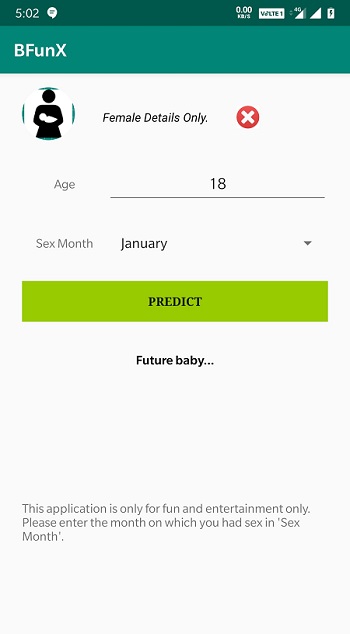 5:02 0.00 KB/S VoLTE 1 4G
BFunX
Female Details Only.
Age 18
Sex Month January
PREDICT
Future baby...
This application is only for fun and entertainment only.
Please enter the month on which you had sex in 'Sex
Month'.